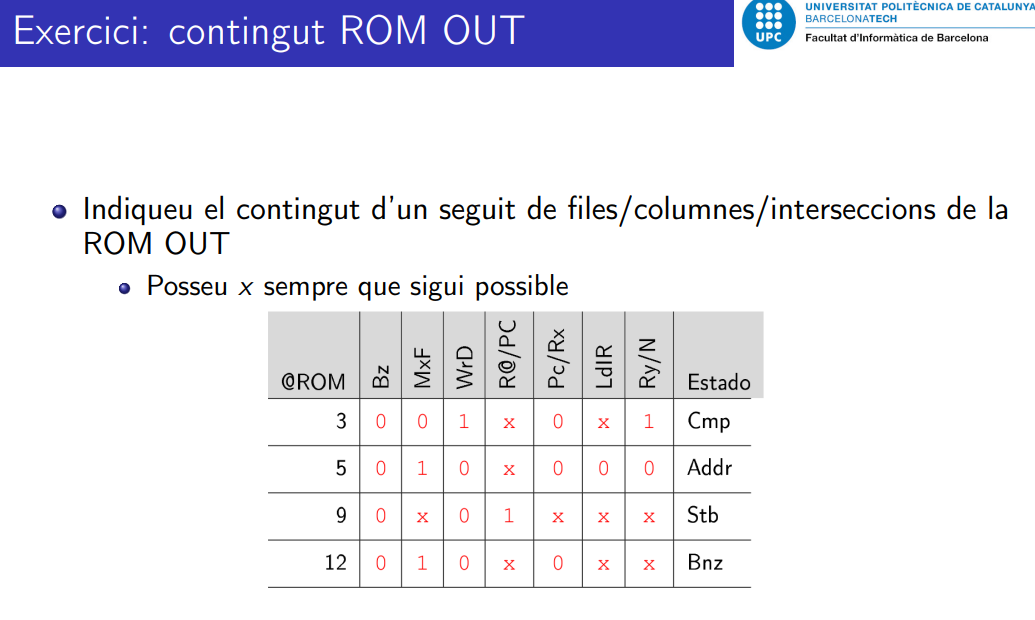 Exercici: contingut ROM OUT
UNIVERSITAT POLITÈCNICA DE CATALUNYA
BARCELONATECH
Facultat d'Informàtica de Barcelona
UPC
Indiqueu el contingut d'un seguit de files/columnes/interseccions de la
ROM OUT
Posseu x sempre que sigui possible
@ROM Bz MxF WrD R@/PC Pc/Rx LdIR Ry/N Estado
3 0 0 1 x 0 x 1 Cmp
5 0 1 0 x 0 0 0 Addr
9 0 x 0 1 x x x Stb
12 0 1 0 x 0 x x Bnz